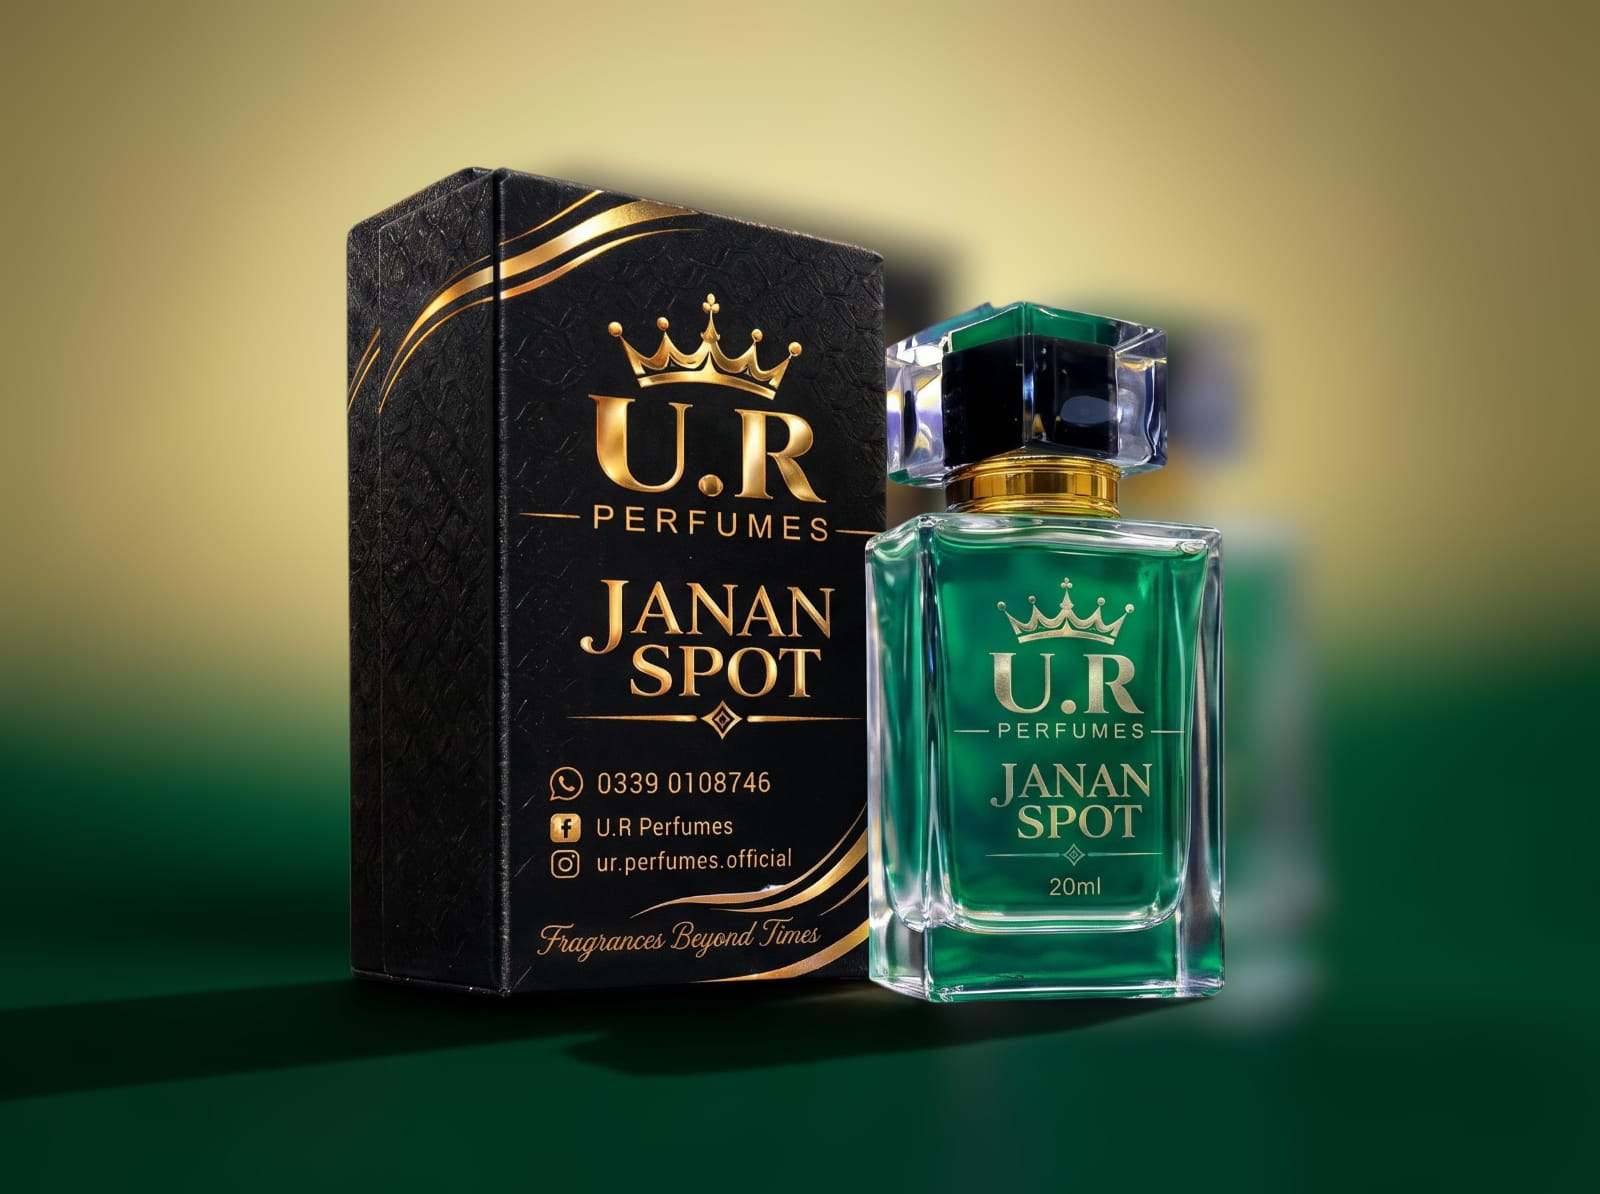 U.R
PERFUMES
JANAN
SPOT
0339 0108746
U.R Perfumes
ur.perfumes.official
Fragrances Beyond Times
U.R
PERFUMES
JANAN
SPOT
20ml